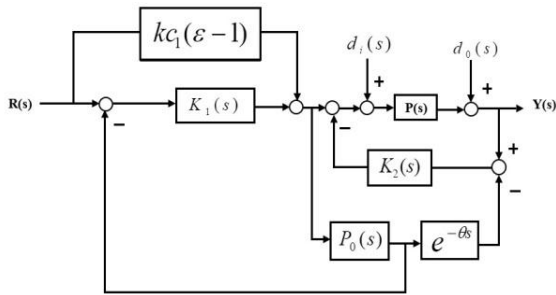 kc₁(ε − 1)
dᵢ(s)
d₀(s)
R(s)
K₁(s)
P(s)
Y(s)
+
+
−
−
K₂(s)
+
−
P₀(s)
e^{−θs}